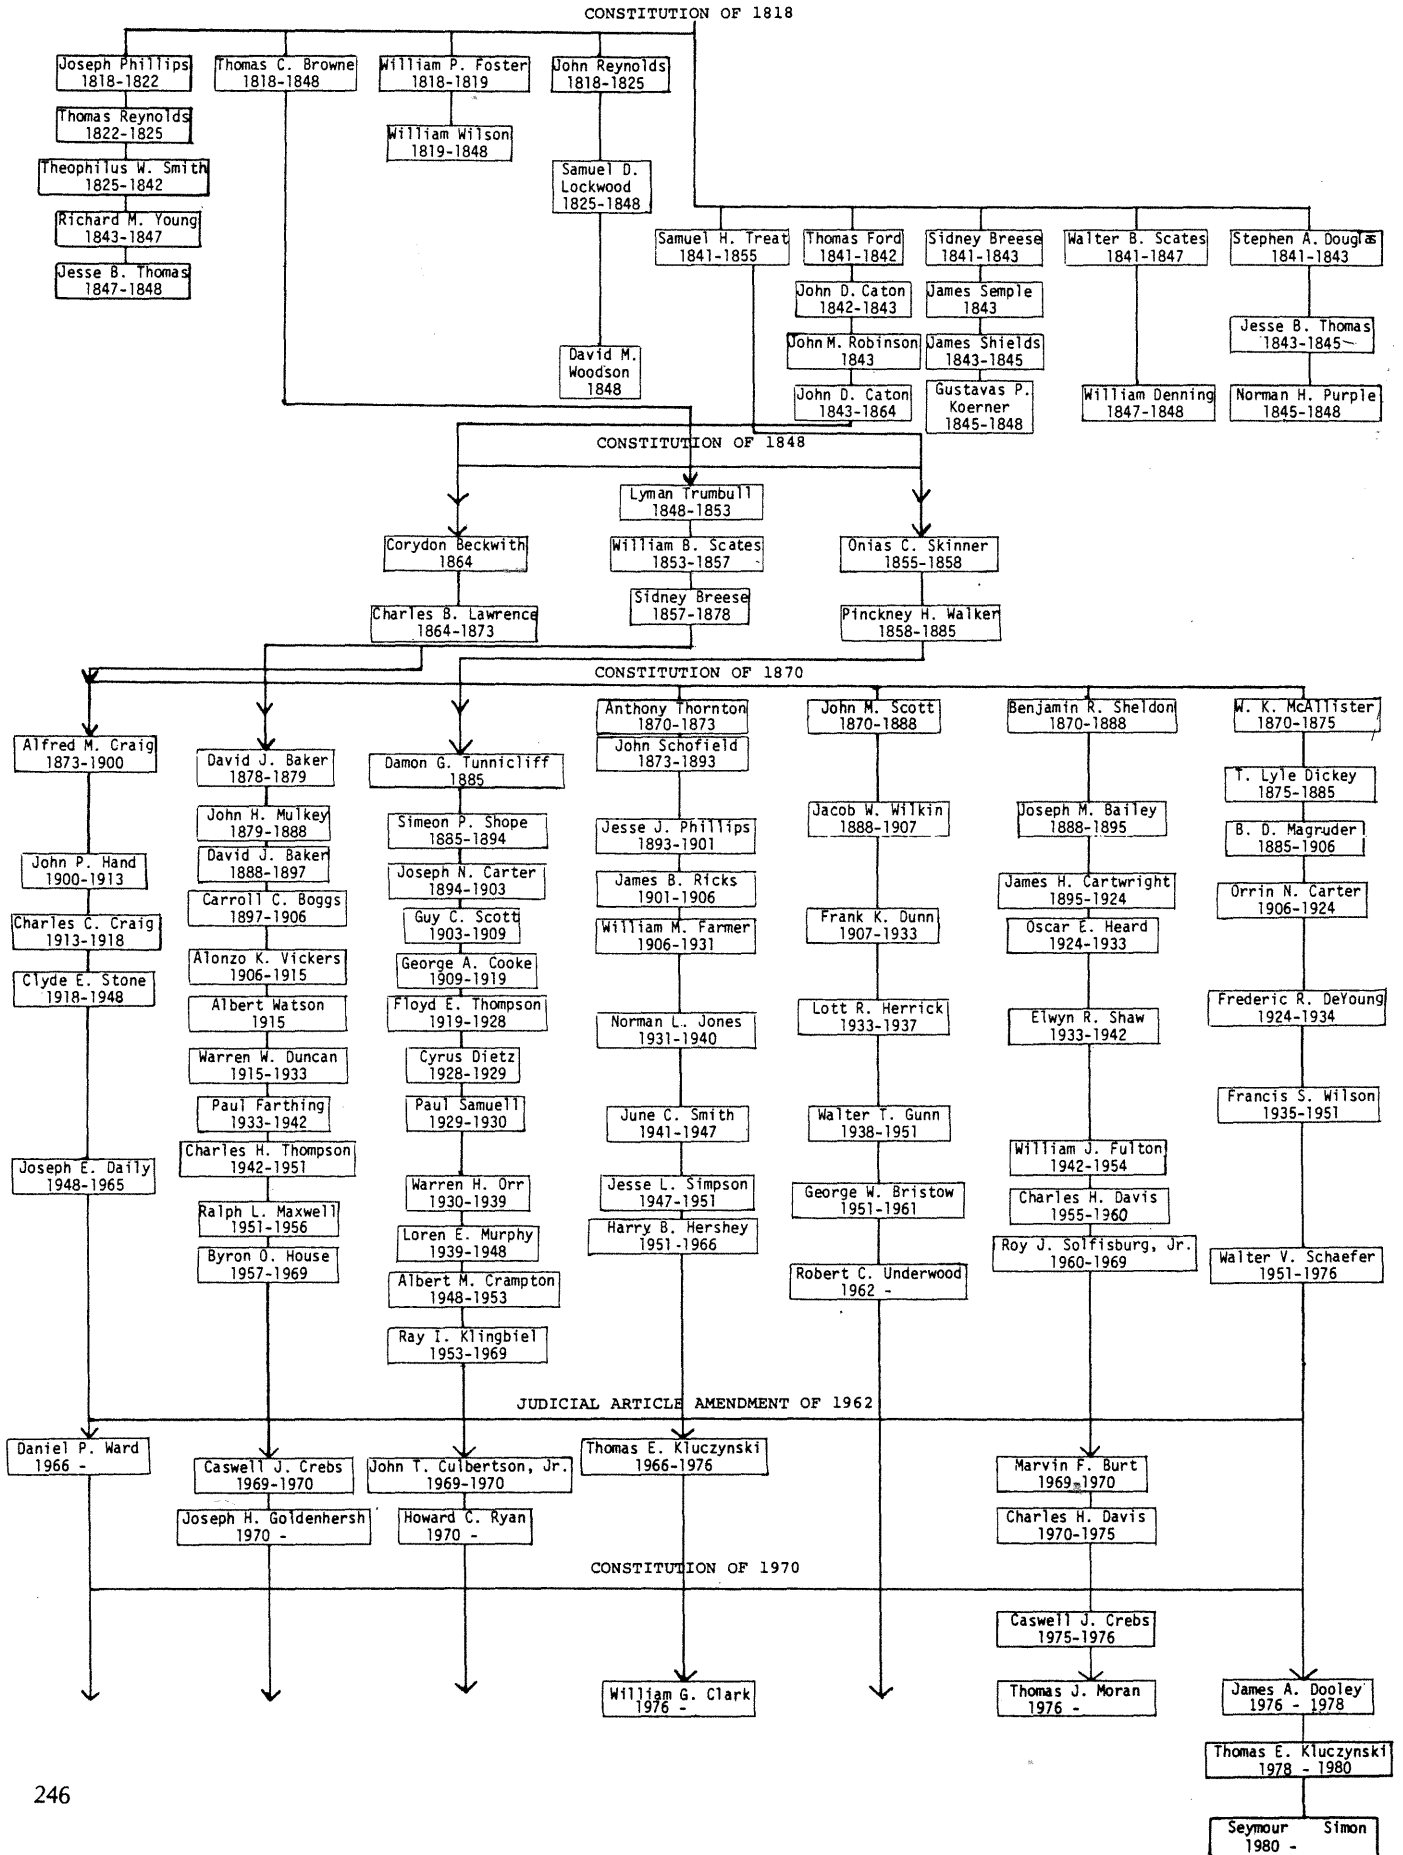 CONSTITUTION OF 1818
Joseph Phillips
1818-1822
Thomas Reynolds
1822-1825
Theophilus W. Smith
1825-1842
Richard M. Young
1843-1847
Jesse B. Thomas
1847-1848
Thomas C. Browne
1818-1848
William P. Foster
1818-1819
William Wilson
1819-1848
John Reynolds
1818-1825
Samuel D.
Lockwood
1825-1848
David M.
Woodson
1848
Samuel H. Treat
1841-1855
Thomas Ford
1841-1842
John D. Caton
1842-1843
John M. Robinson
1843
John D. Caton
1843-1864
Sidney Breese
1841-1843
James Semple
1843
James Shields
1843-1845
Gustavas P.
Koerner
1845-1848
Walter B. Scates
1841-1847
William Denning
1847-1848
Stephen A. Douglas
1841-1843
Jesse B. Thomas
1843-1845
Norman H. Purple
1845-1848
CONSTITUTION OF 1848
Corydon Beckwith
1864
Charles B. Lawrence
1864-1873
Lyman Trumbull
1848-1853
William B. Scates
1853-1857
Sidney Breese
1857-1878
Onias C. Skinner
1855-1858
Pinckney H. Walker
1858-1885
CONSTITUTION OF 1870
Alfred M. Craig
1873-1900
John P. Hand
1900-1913
Charles C. Craig
1913-1918
Clyde E. Stone
1918-1948
Joseph E. Daily
1948-1965
David J. Baker
1878-1879
John H. Mulkey
1879-1888
David J. Baker
1888-1897
Carroll C. Boggs
1897-1906
Alonzo K. Vickers
1906-1915
Albert Watson
1915
Warren W. Duncan
1915-1933
Paul Farthing
1933-1942
Charles H. Thompson
1942-1951
Ralph L. Maxwell
1951-1956
Byron O. House
1957-1969
Damon G. Tunnicliff
1885
Simeon P. Shope
1885-1894
Joseph N. Carter
1894-1903
Guy C. Scott
1903-1909
George A. Cooke
1909-1919
Floyd E. Thompson
1919-1928
Cyrus Dietz
1928-1929
Paul Samuell
1929-1930
Warren H. Orr
1930-1939
Loren E. Murphy
1939-1948
Albert M. Crampton
1948-1953
Ray I. Klingbiel
1953-1969
Anthony Thornton
1870-1873
John Schofield
1873-1893
Jesse J. Phillips
1893-1901
James B. Ricks
1901-1906
William M. Farmer
1906-1931
Norman L. Jones
1931-1940
June C. Smith
1941-1947
Jesse L. Simpson
1947-1951
Harry B. Hershey
1951-1966
John M. Scott
1870-1888
Jacob W. Wilkin
1888-1907
Frank K. Dunn
1907-1933
Lott R. Herrick
1933-1937
Walter T. Gunn
1938-1951
George W. Bristow
1951-1961
Robert C. Underwood
1962 -
Benjamin R. Sheldon
1870-1888
Joseph M. Bailey
1888-1895
James H. Cartwright
1895-1924
Oscar E. Heard
1924-1933
Elwyn R. Shaw
1933-1942
William J. Fulton
1942-1954
Charles H. Davis
1955-1960
Roy J. Solfisburg, Jr.
1960-1969
W. K. McAllister
1870-1875
T. Lyle Dickey
1875-1885
B. D. Magruder
1885-1906
Orrin N. Carter
1906-1924
Frederic R. DeYoung
1924-1934
Francis S. Wilson
1935-1951
Walter V. Schaefer
1951-1976
JUDICIAL ARTICLE AMENDMENT OF 1962
Daniel P. Ward
1966 -
Caswell J. Crebs
1969-1970
Joseph H. Goldenhersh
1970 -
John T. Culbertson, Jr.
1969-1970
Howard C. Ryan
1970 -
Thomas E. Kluczynski
1966-1976
Marvin F. Burt
1969-1970
Charles H. Davis
1970-1975
CONSTITUTION OF 1970
William G. Clark
1976 -
Caswell J. Crebs
1975-1976
Thomas J. Moran
1976 -
James A. Dooley
1976 - 1978
Thomas E. Kluczynski
1978 - 1980
Seymour Simon
1980 -
246